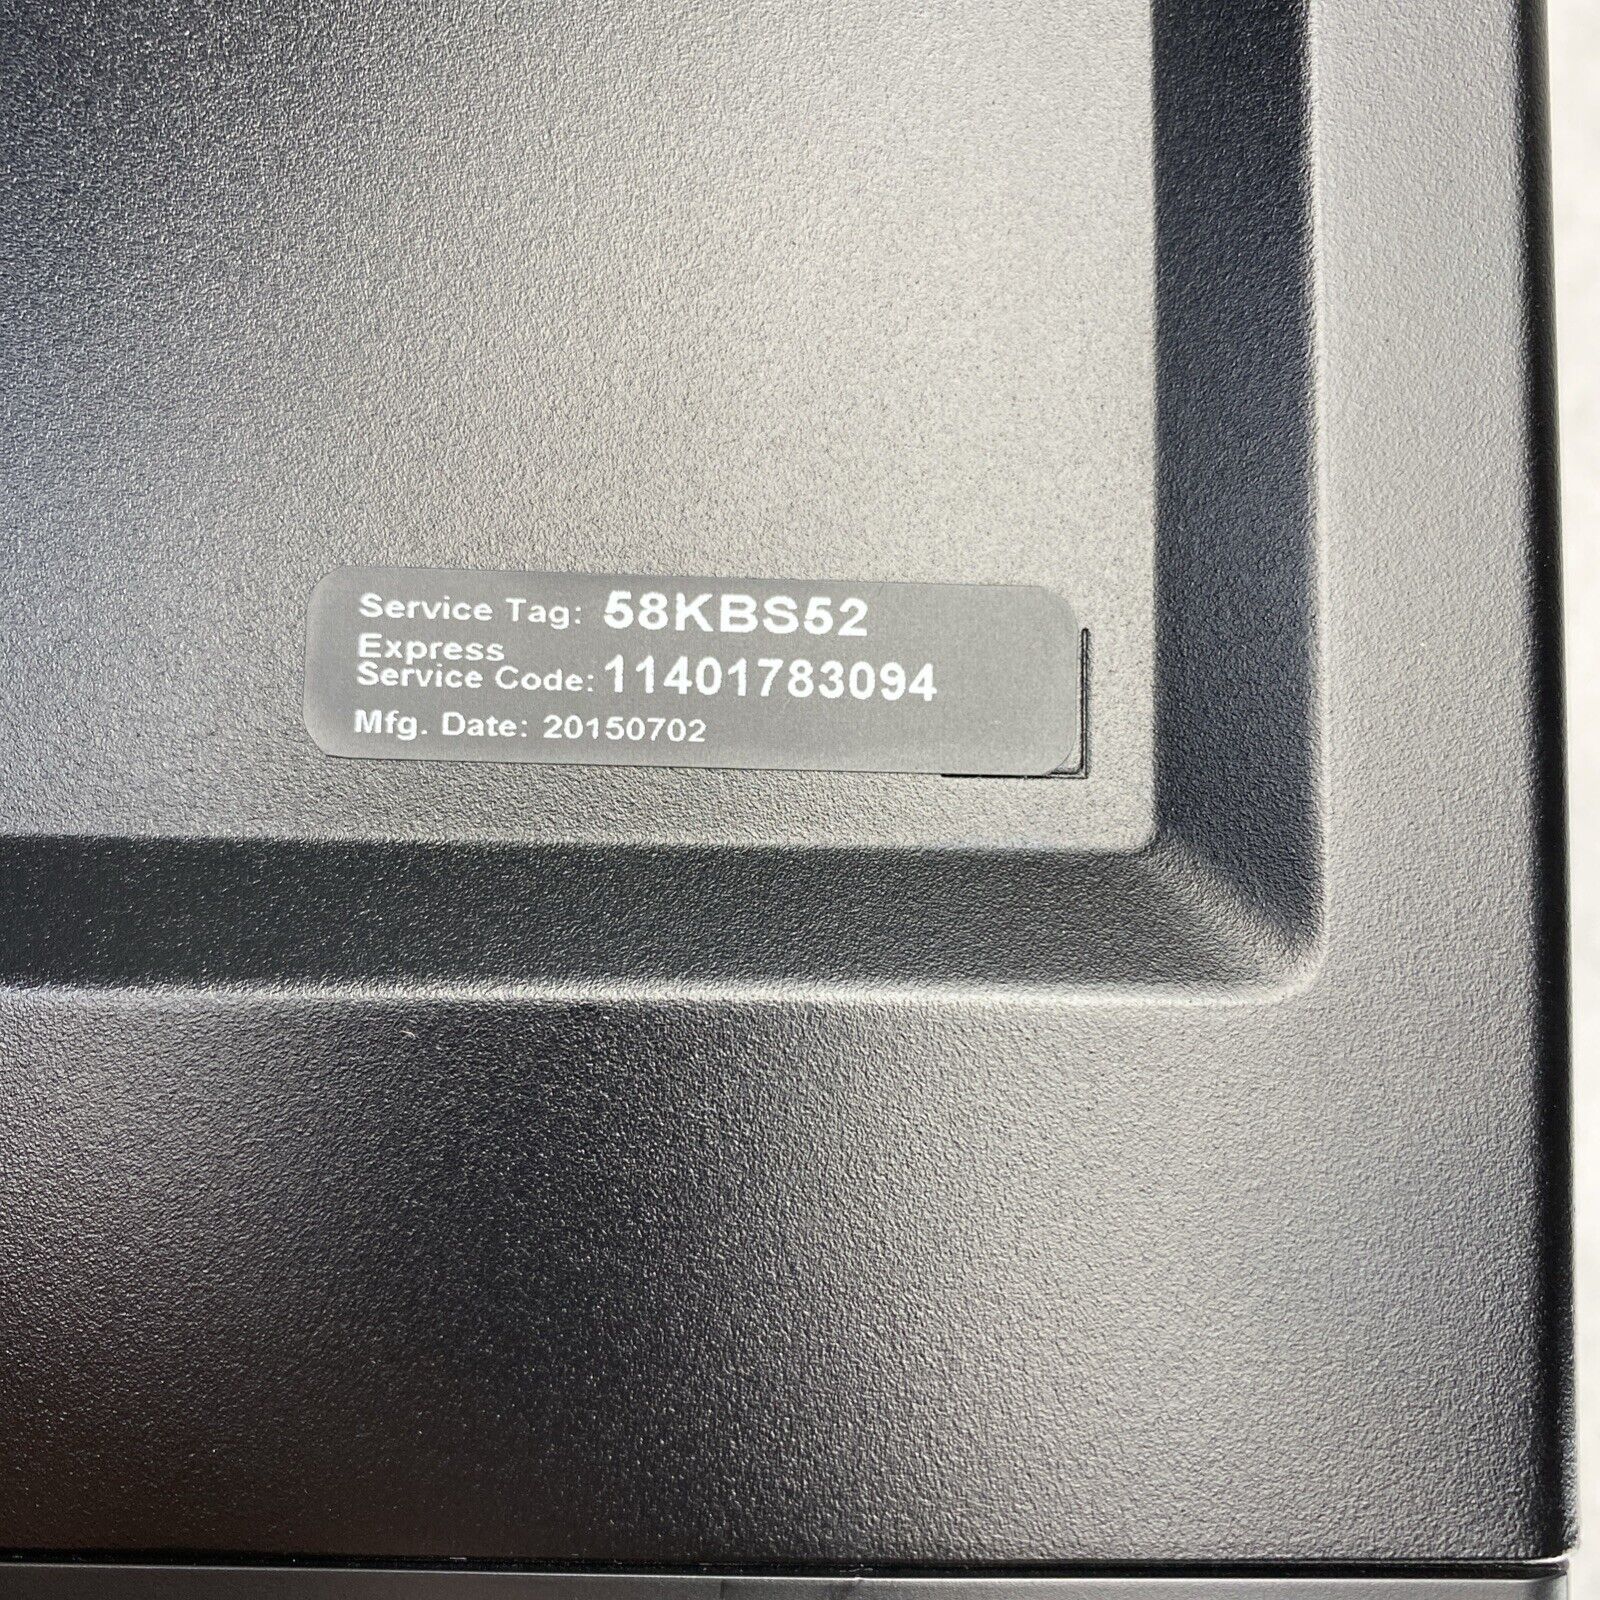 Service Tag: 58KBS52
Express
Service Code: 11401783094
Mfg. Date: 20150702